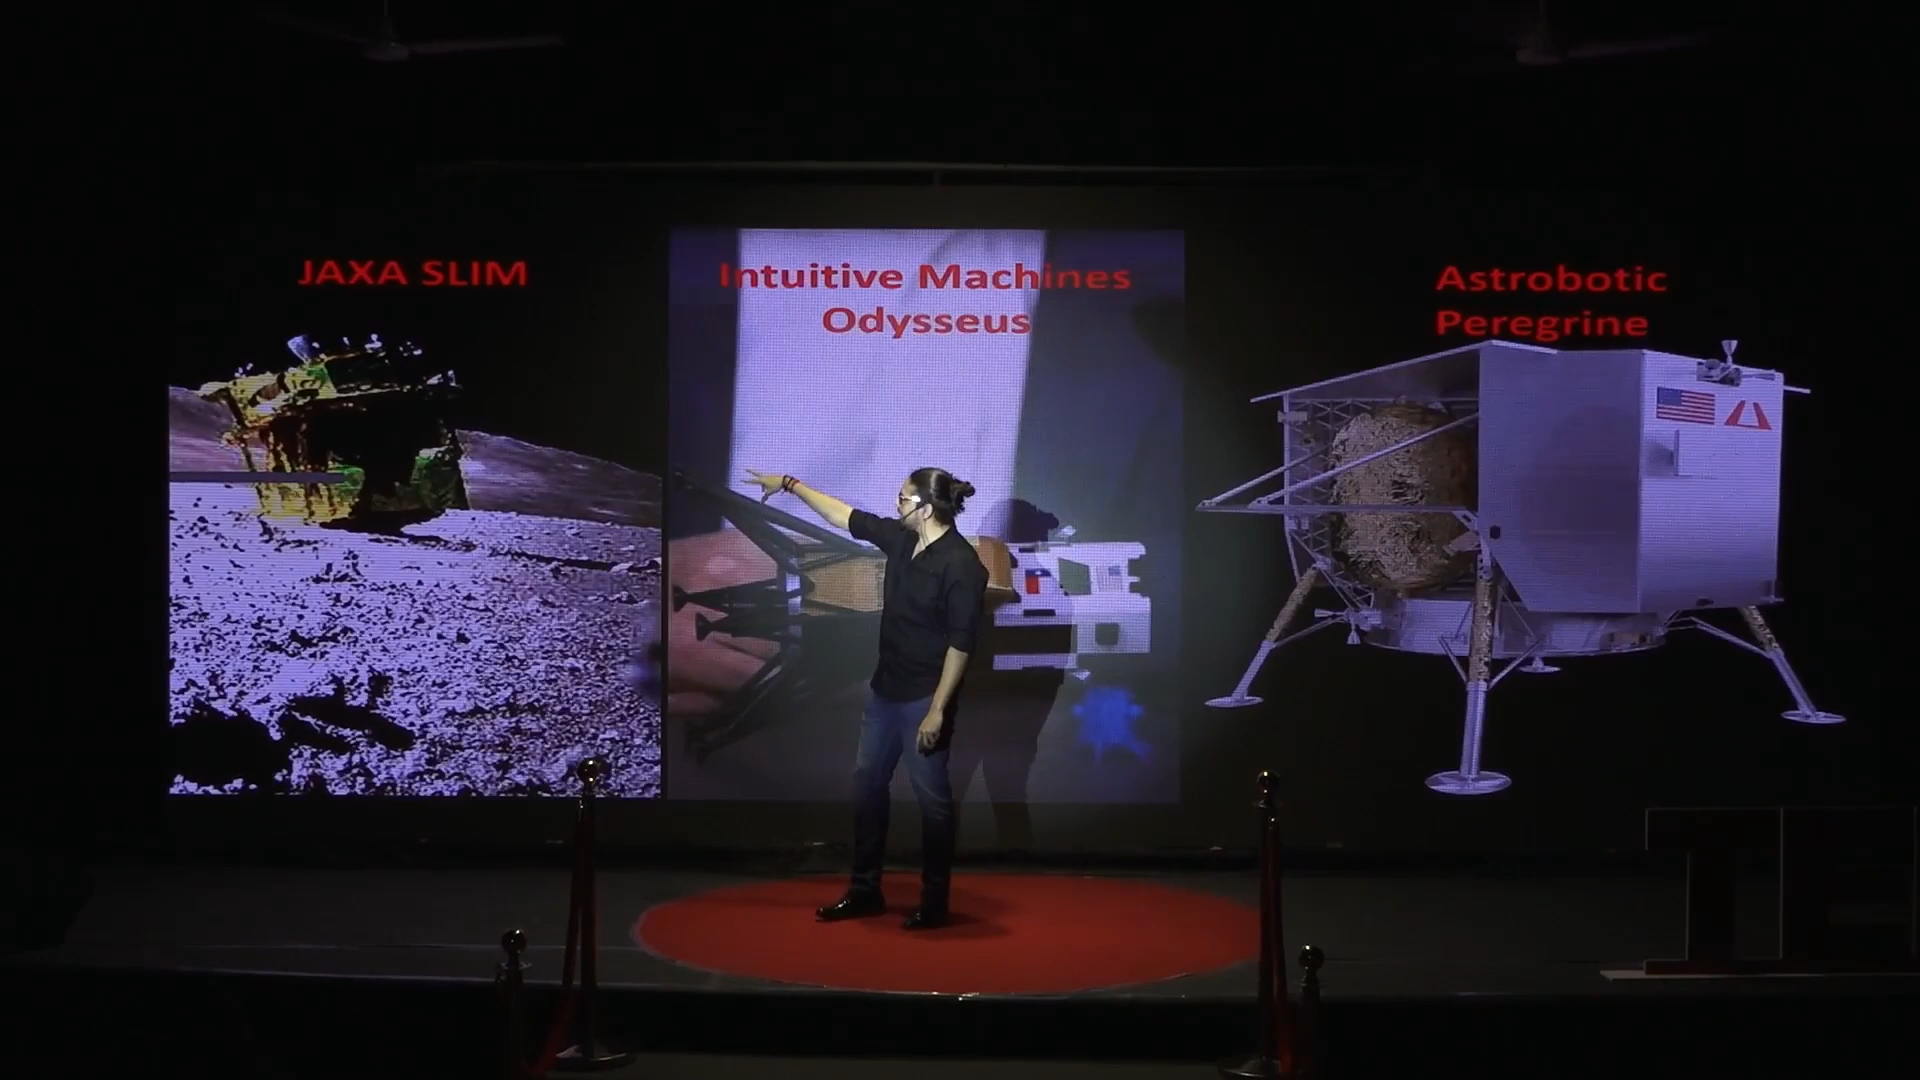 JAXA SLIM
Intuitive Machines
Odysseus
Astrobotic
Peregrine